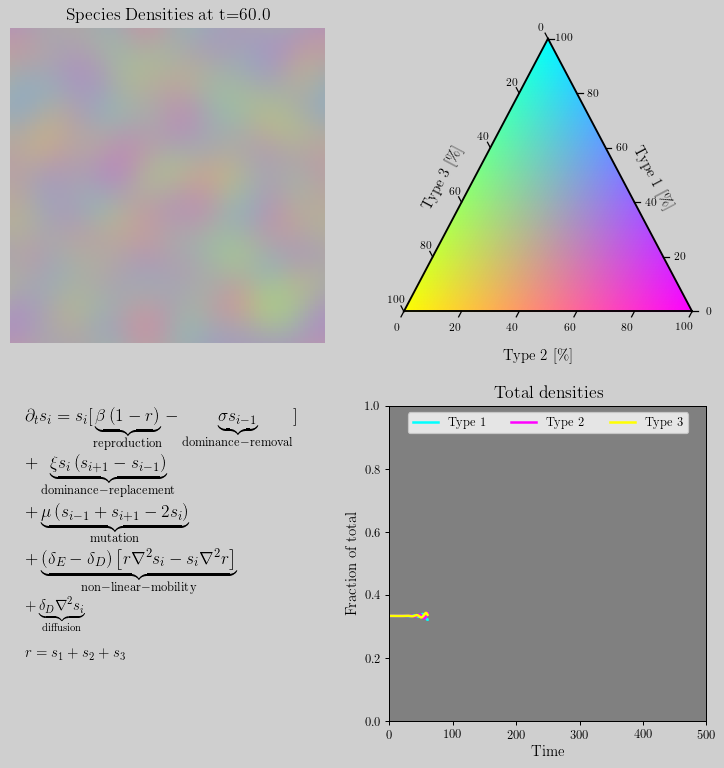 Species Densities at t=60.0
0
100
20
80
40
60
Type 3 [%]
Type 1 [%]
60
40
80
20
100
0
0 20 40 60 80 100
Type 2 [%]
∂ₜsᵢ = sᵢ[ β (1 − r) − σsᵢ₋₁ ]
reproduction dominance−removal
+ ξsᵢ (sᵢ₊₁ − sᵢ₋₁)
dominance−replacement
+ μ (sᵢ₋₁ + sᵢ₊₁ − 2sᵢ)
mutation
+ (δ_E − δ_D) [r∇²sᵢ − sᵢ∇²r]
non−linear−mobility
+ δ_D∇²sᵢ
diffusion
r = s₁ + s₂ + s₃
Total densities
Type 1 Type 2 Type 3
1.0
0.8
0.6
0.4
0.2
0.0
Fraction of total
0 100 200 300 400 500
Time